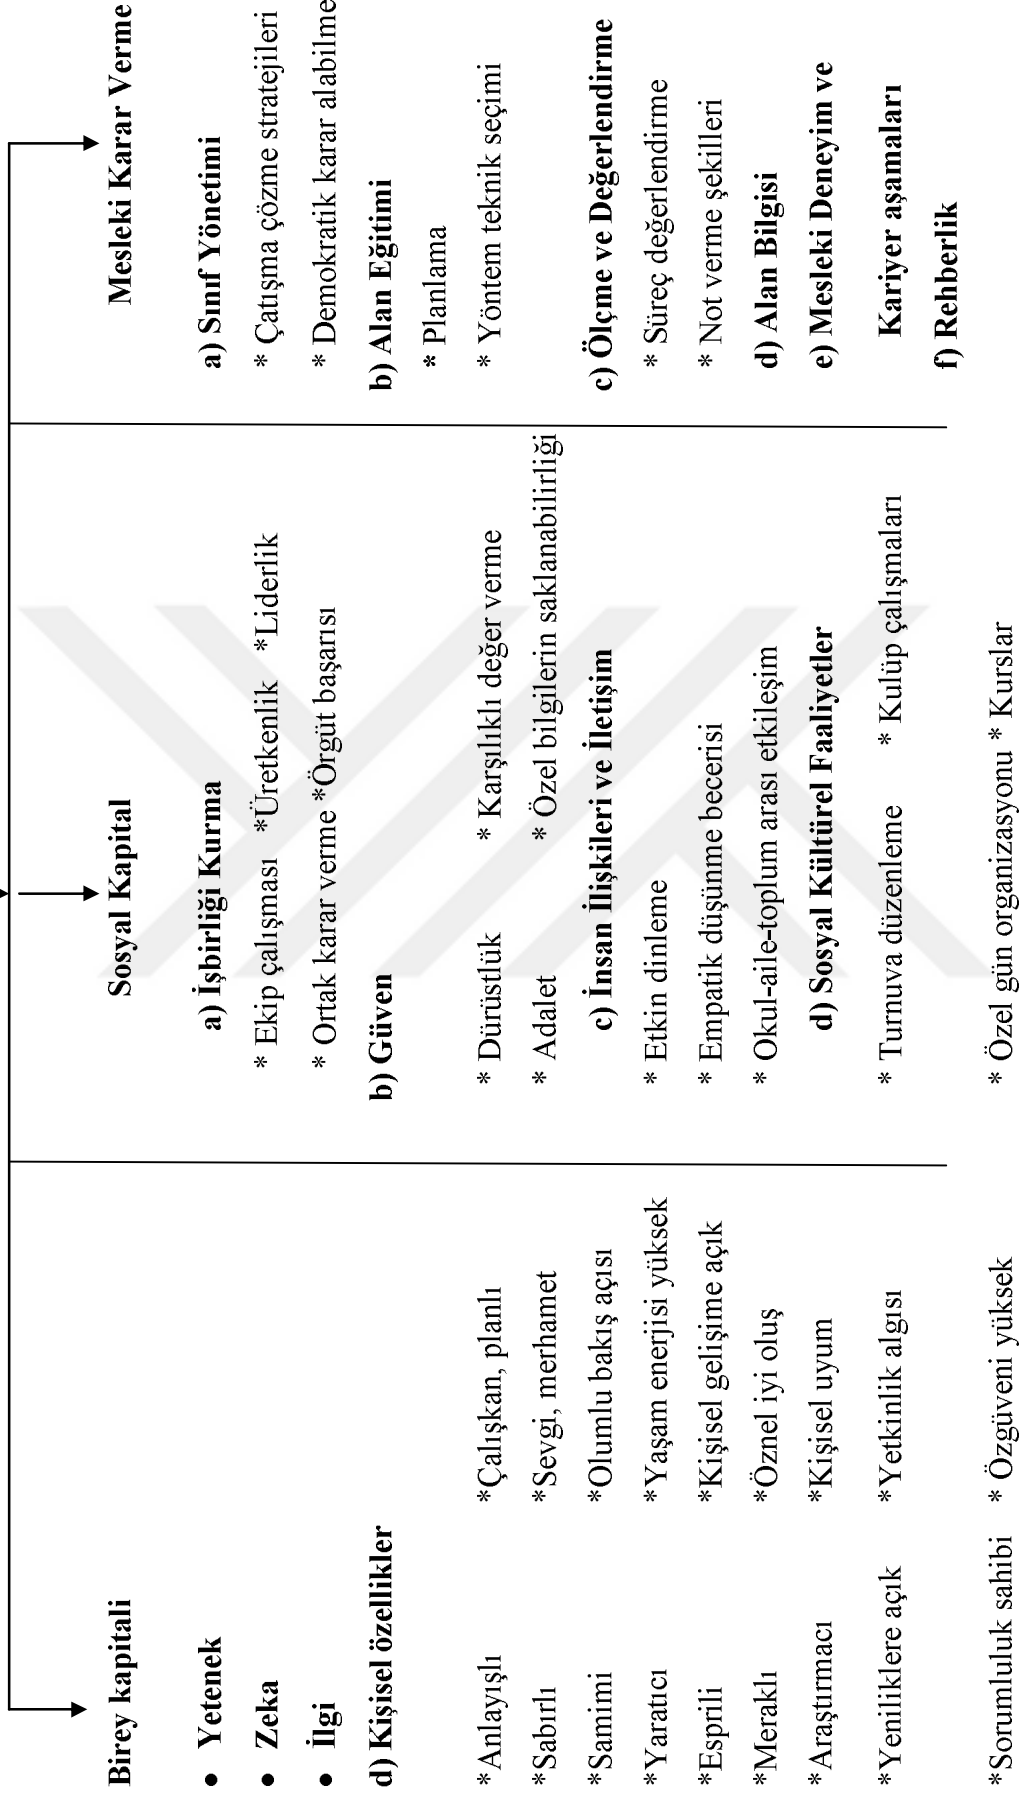 Birey kapitali
• Yetenek
• Zeka
• İlgi
d) Kişisel özellikler
*Anlayışlı *Çalışkan, planlı
*Sabırlı *Sevgi, merhamet
*Samimi *Olumlu bakış açısı
*Yaratıcı *Yaşam enerjisi yüksek
*Esprili *Kişisel gelişime açık
*Meraklı *Öznel iyi oluş
*Araştırmacı *Kişisel uyum
*Yeniliklere açık *Yetkinlik algısı
*Sorumluluk sahibi * Özgüveni yüksek
Sosyal Kapital
a) İşbirliği Kurma
* Ekip çalışması *Üretkenlik *Liderlik
* Ortak karar verme *Örgüt başarısı
b) Güven
* Dürüstlük * Karşılıklı değer verme
* Adalet * Özel bilgilerin saklanabilirliği
c) İnsan İlişkileri ve İletişim
* Etkin dinleme
* Empatik düşünme becerisi
* Okul-aile-toplum arası etkileşim
d) Sosyal Kültürel Faaliyetler
* Turnuva düzenleme * Kulüp çalışmaları
* Özel gün organizasyonu * Kurslar
Mesleki Karar Verme
a) Sınıf Yönetimi
* Çatışma çözme stratejileri
* Demokratik karar alabilme
b) Alan Eğitimi
* Planlama
* Yöntem teknik seçimi
c) Ölçme ve Değerlendirme
* Süreç değerlendirme
* Not verme şekilleri
d) Alan Bilgisi
e) Mesleki Deneyim ve
Kariyer aşamaları
f) Rehberlik